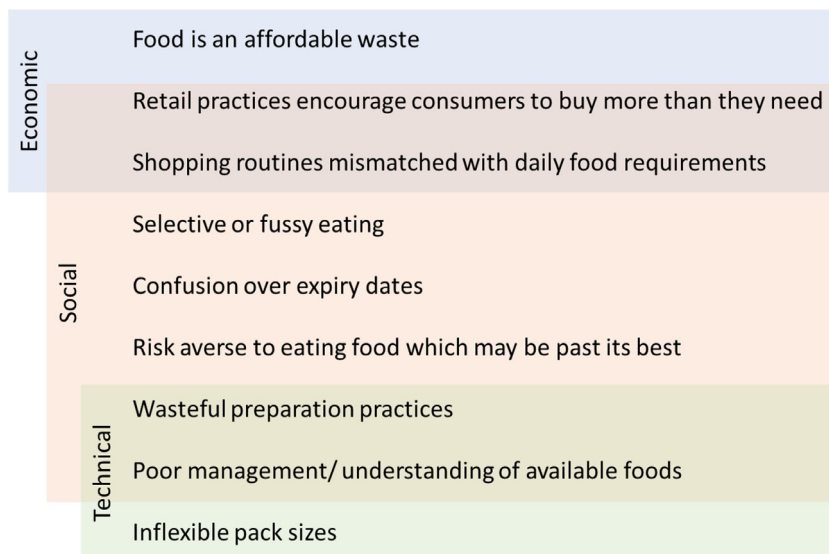 Economic
Food is an affordable waste
Retail practices encourage consumers to buy more than they need
Shopping routines mismatched with daily food requirements
Social
Selective or fussy eating
Confusion over expiry dates
Risk averse to eating food which may be past its best
Technical
Wasteful preparation practices
Poor management/ understanding of available foods
Inflexible pack sizes